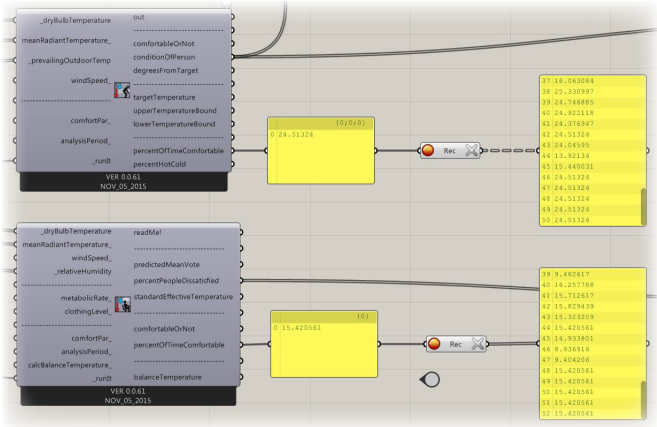 _dryBulbTemperature
meanRadiantTemperature_
_prevailingOutdoorTemp
windSpeed_
comfortPar_
analysisPeriod_
_runIt
out
comfortableOrNot
conditionOfPerson
degreesFromTarget
targetTemperature
upperTemperatureBound
lowerTemperatureBound
percentOfTimeComfortable
percentHotCold
VER 0.0.61
NOV_05_2015
{0;0;0}
0 24.51324
Rec
37 16.063084
38 25.330997
39 24.746885
40 24.922118
41 24.376947
42 24.51324
43 24.04595
44 13.92134
45 15.440031
46 24.51324
47 24.51324
48 24.51324
49 24.51324
50 24.51324
_dryBulbTemperature
meanRadiantTemperature_
windSpeed_
_relativeHumidity
metabolicRate_
clothingLevel_
comfortPar_
analysisPeriod_
calcBalanceTemperature_
_runIt
readMe!
predictedMeanVote
percentPeopleDissatisfied
standardEffectiveTemperature
comfortableOrNot
percentOfTimeComfortable
balanceTemperature
VER 0.0.61
NOV_05_2015
{0}
0 15.420561
Rec
39 9.462617
40 16.257788
41 15.712617
42 15.829439
43 15.323209
44 15.420561
45 14.933801
46 8.936916
47 9.404206
48 15.420561
49 15.420561
50 15.420561
51 15.420561
52 15.420561